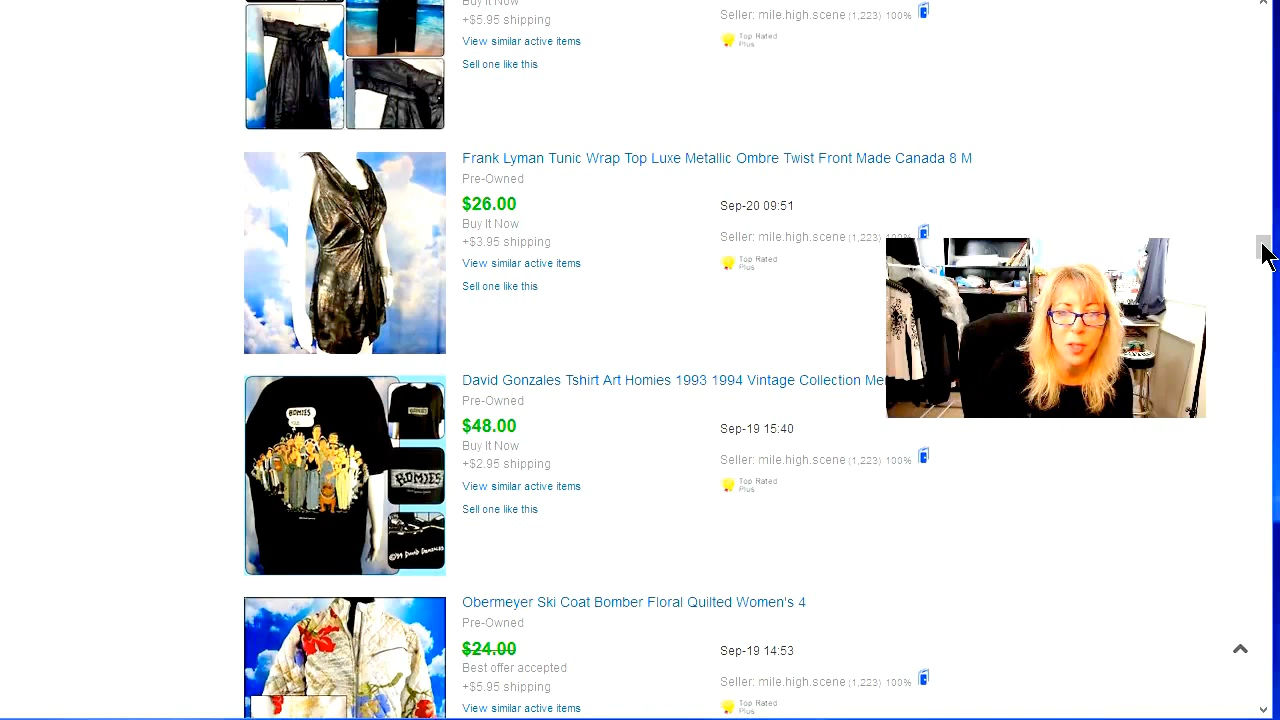 Buy It Now
+$5.95 shipping
Seller: mile.high.scene (1,223) 100%
View similar active items
Top Rated
Plus
Sell one like this
Frank Lyman Tunic Wrap Top Luxe Metallic Ombre Twist Front Made Canada 8 M
Pre-Owned
$26.00
Sep-20 09:51
Buy It Now
+$3.95 shipping
Seller: mile.high.scene (1,223) 100%
View similar active items
Top Rated
Plus
Sell one like this
David Gonzales Tshirt Art Homies 1993 1994 Vintage Collection
Pre-Owned
$48.00
Sep-19 15:40
Buy It Now
+$2.95 shipping
Seller: mile.high.scene (1,223) 100%
View similar active items
Top Rated
Plus
Sell one like this
HOMIES
HOMIES
©'94 David Gonzales
Obermeyer Ski Coat Bomber Floral Quilted Women's 4
Pre-Owned
$24.00
Sep-19 14:53
Best offer accepted
+$5.95 shipping
Seller: mile.high.scene (1,223) 100%
View similar active items
Top Rated
Plus